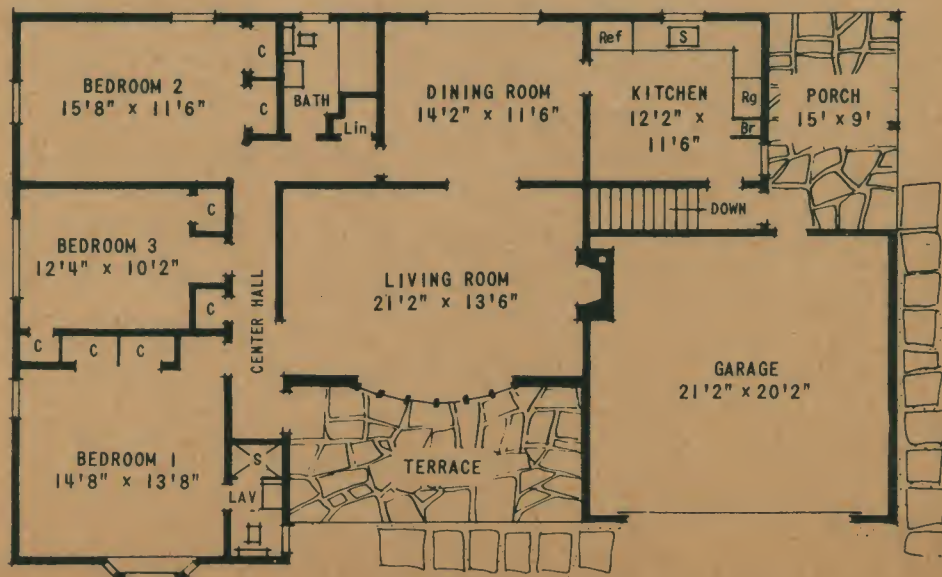 BEDROOM 2
15'8" x 11'6"
C
C
BATH
Lin
DINING ROOM
14'2" x 11'6"
Ref
S
KITCHEN
12'2" x
11'6"
Rg
Br
PORCH
15' x 9'
BEDROOM 3
12'4" x 10'2"
C
C
CENTER HALL
LIVING ROOM
21'2" x 13'6"
DOWN
GARAGE
21'2" x 20'2"
C
C
C
BEDROOM 1
14'8" x 13'8"
S
LAV
TERRACE